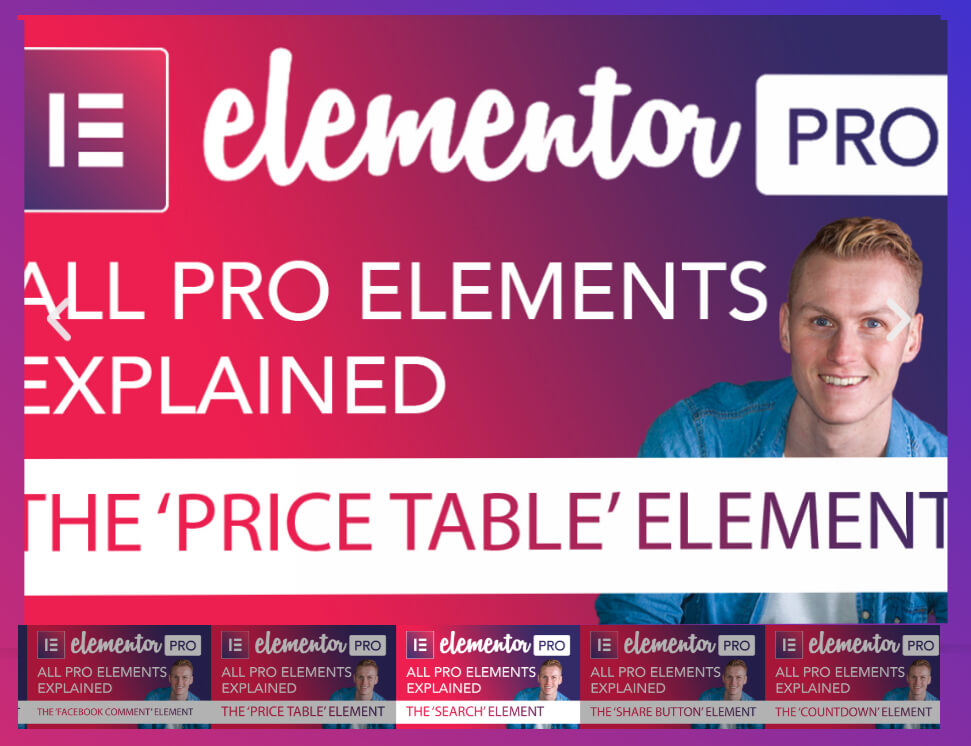 elementor PRO
ALL PRO ELEMENTS
EXPLAINED
THE 'PRICE TABLE' ELEMENT
elementor PRO
ALL PRO ELEMENTS
EXPLAINED
THE 'FACEBOOK COMMENT' ELEMENT
elementor PRO
ALL PRO ELEMENTS
EXPLAINED
THE 'PRICE TABLE' ELEMENT
elementor PRO
ALL PRO ELEMENTS
EXPLAINED
THE 'SEARCH' ELEMENT
elementor PRO
ALL PRO ELEMENTS
EXPLAINED
THE 'SHARE BUTTON' ELEMENT
elementor PRO
ALL PRO ELEMENTS
EXPLAINED
THE 'COUNTDOWN' ELEMENT